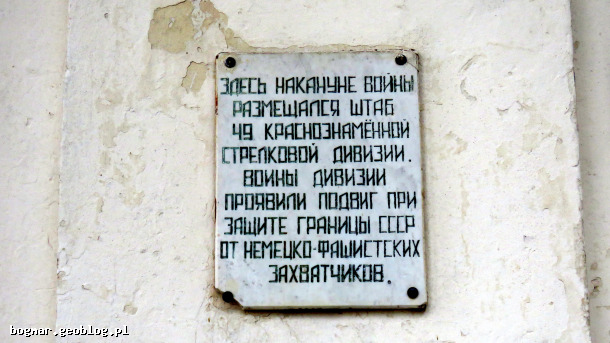 ЗДЕСЬ НАКАНУНЕ ВОЙНЫ
РАЗМЕЩАЛСЯ ШТАБ
49 КРАСНОЗНАМЁННОЙ
СТРЕЛКОВОЙ ДИВИЗИИ.
ВОИНЫ ДИВИЗИИ
ПРОЯВИЛИ ПОДВИГ ПРИ
ЗАЩИТЕ ГРАНИЦЫ СССР
ОТ НЕМЕЦКО-ФАШИСТСКИХ
ЗАХВАТЧИКОВ.
bognar.geoblog.pl